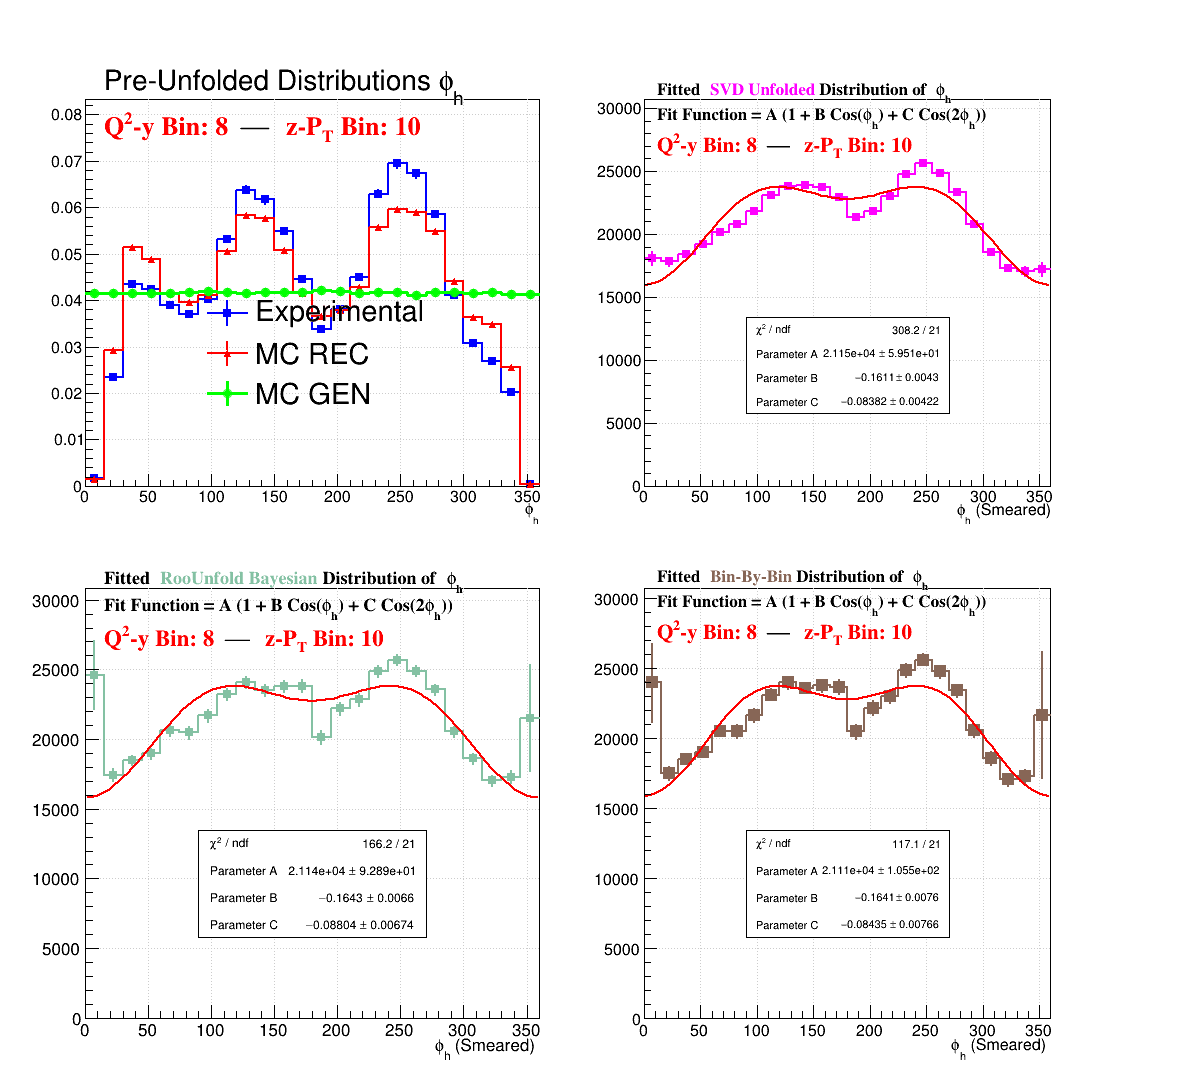 Pre-Unfolded Distributions ϕh
Q2-y Bin: 8 — z-PT Bin: 10
0.08
0.07
0.06
0.05
0.04
0.03
0.02
0.01
0
Experimental
MC REC
MC GEN
0 50 100 150 200 250 300 350
ϕh
Fitted SVD Unfolded Distribution of ϕh
Fit Function = A (1 + B Cos(ϕh) + C Cos(2ϕh))
Q2-y Bin: 8 — z-PT Bin: 10
30000
25000
20000
15000
10000
5000
0
χ2 / ndf 308.2 / 21
Parameter A 2.115e+04 ± 5.951e+01
Parameter B −0.1611 ± 0.0043
Parameter C −0.08382 ± 0.00422
0 50 100 150 200 250 300 350
ϕh (Smeared)
Fitted RooUnfold Bayesian Distribution of ϕh
Fit Function = A (1 + B Cos(ϕh) + C Cos(2ϕh))
Q2-y Bin: 8 — z-PT Bin: 10
30000
25000
20000
15000
10000
5000
0
χ2 / ndf 166.2 / 21
Parameter A 2.114e+04 ± 9.289e+01
Parameter B −0.1643 ± 0.0066
Parameter C −0.08804 ± 0.00674
0 50 100 150 200 250 300 350
ϕh (Smeared)
Fitted Bin-By-Bin Distribution of ϕh
Fit Function = A (1 + B Cos(ϕh) + C Cos(2ϕh))
Q2-y Bin: 8 — z-PT Bin: 10
30000
25000
20000
15000
10000
5000
0
χ2 / ndf 117.1 / 21
Parameter A 2.111e+04 ± 1.055e+02
Parameter B −0.1641 ± 0.0076
Parameter C −0.08435 ± 0.00766
0 50 100 150 200 250 300 350
ϕh (Smeared)